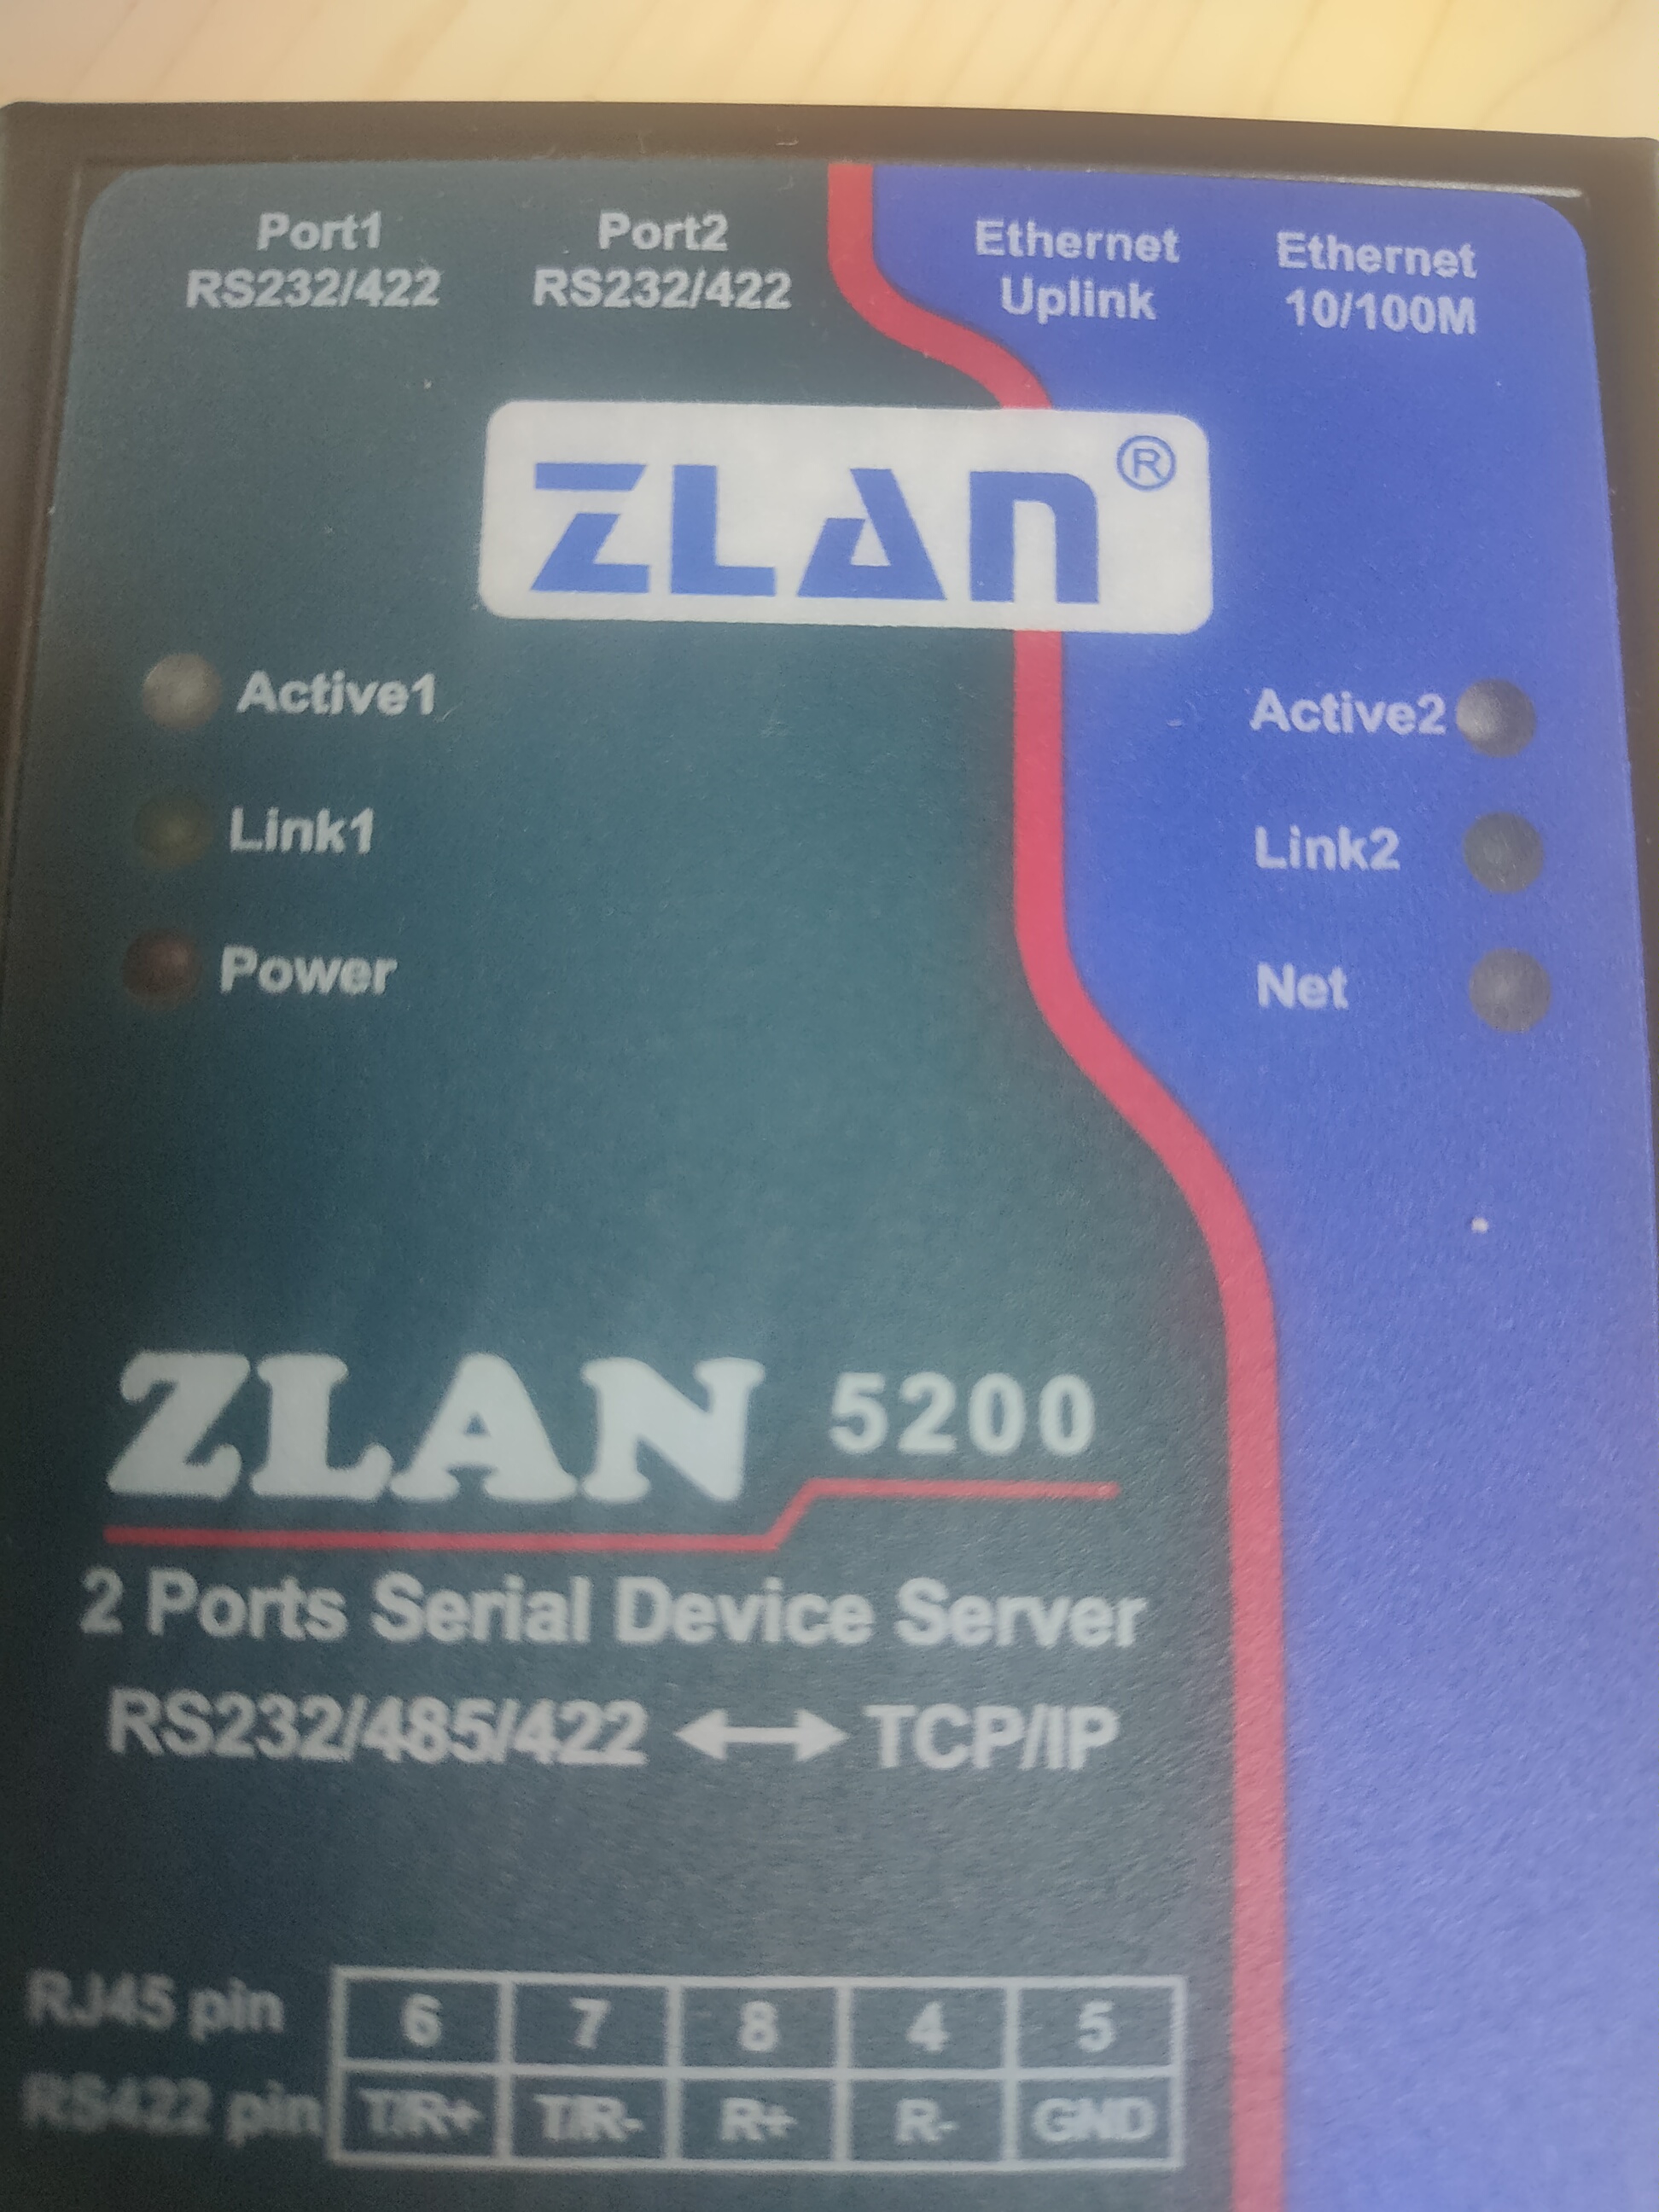 Port1 Port2 Ethernet Ethernet
RS232/422 RS232/422 Uplink 10/100M
ZLAN®
Active1 Active2
Link1 Link2
Power Net
ZLAN 5200
2 Ports Serial Device Server
RS232/485/422 ↔ TCP/IP
RJ45 pin 6 7 8 4 5
RS422 pin T/R+ T/R- R+ R- GND